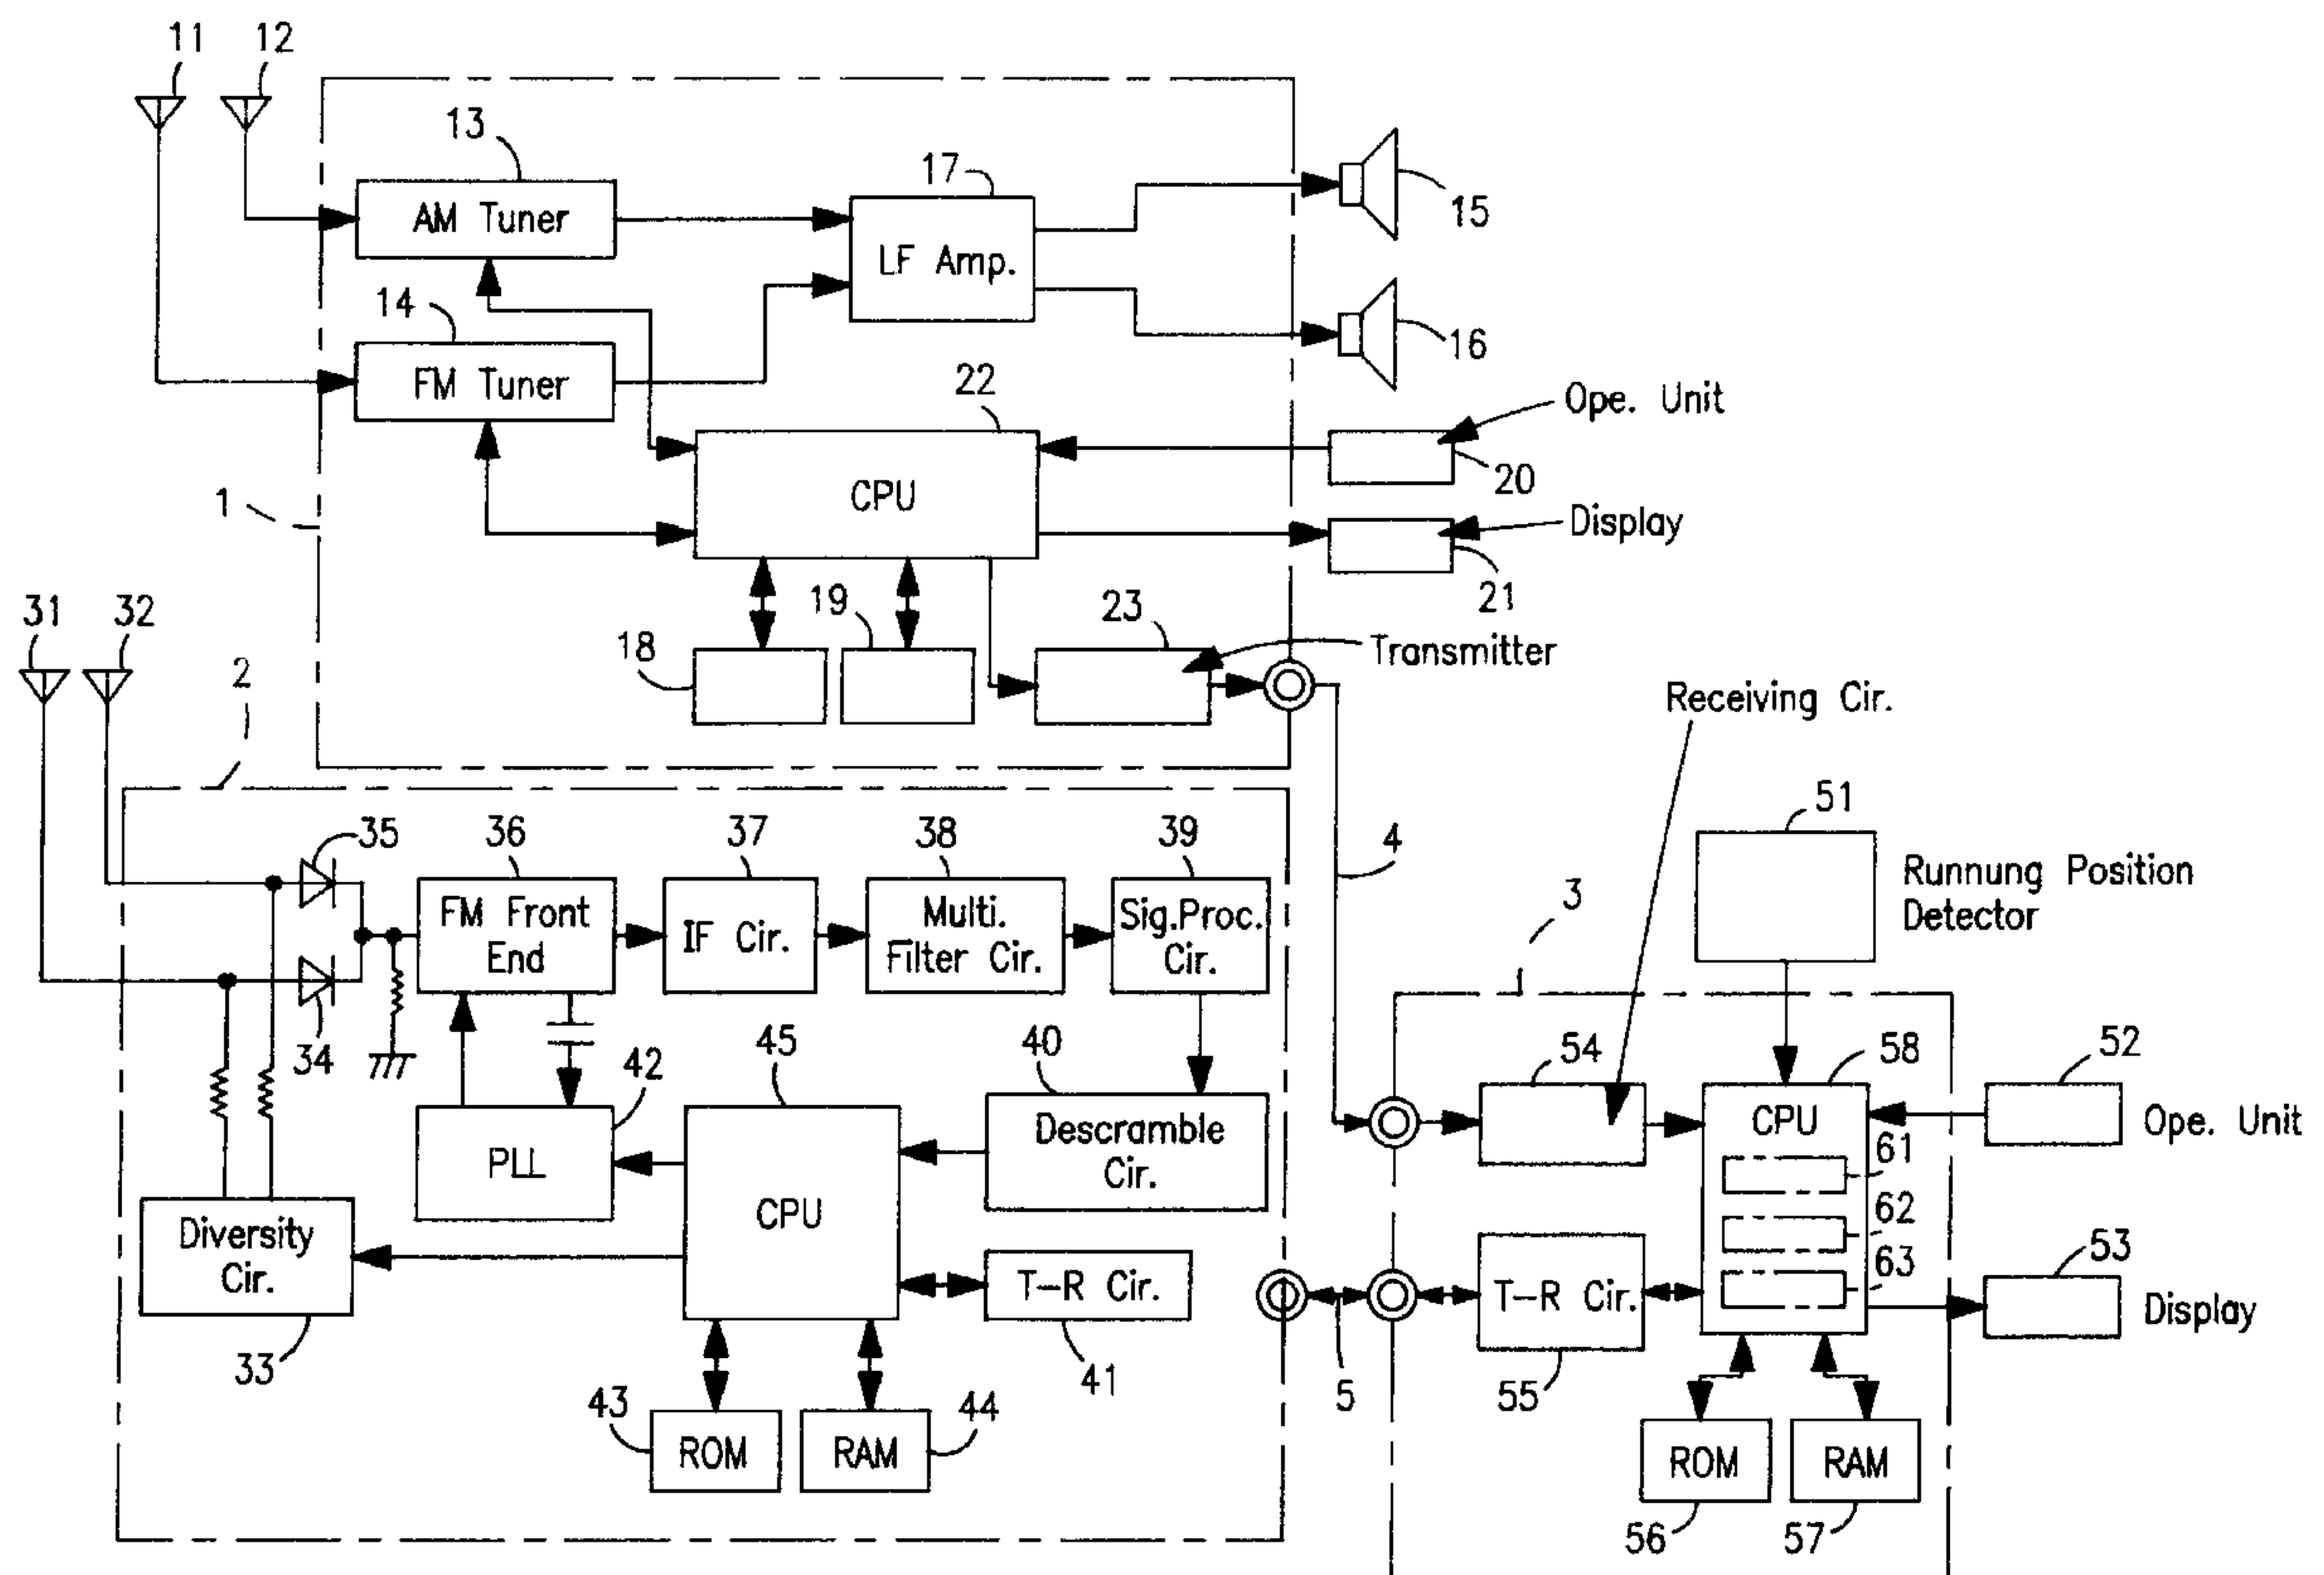 11
12
13
AM Tuner
17
LF Amp.
15
14
FM Tuner
16
22
CPU
Ope. Unit
20
1
Display
21
18
19
23
Transmitter
31
32
2
Receiving Cir.
35
36
FM Front
End
37
IF Cir.
38
Multi.
Filter Cir.
39
Sig.Proc.
Cir.
4
51
Runnung Position
Detector
3
34
42
PLL
45
CPU
40
Descramble
Cir.
54
58
CPU
52
Ope. Unit
61
62
63
Diversity
Cir.
33
T-R Cir.
41
5
T-R Cir.
55
53
Display
43
ROM
44
RAM
ROM
56
RAM
57